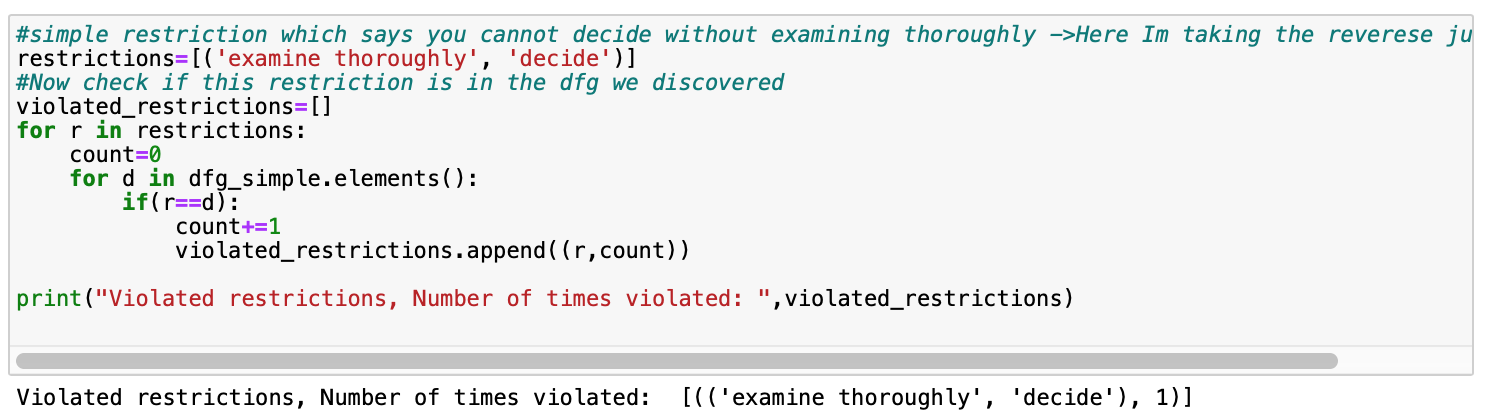 #simple restriction which says you cannot decide without examining thoroughly —>Here Im taking the reverese ju
restrictions=[('examine thoroughly', 'decide')]
#Now check if this restriction is in the dfg we discovered
violated_restrictions=[]
for r in restrictions:
    count=0
    for d in dfg_simple.elements():
        if(r==d):
            count+=1
            violated_restrictions.append((r,count))
print("Violated restrictions, Number of times violated: ",violated_restrictions)
Violated restrictions, Number of times violated:  [(('examine thoroughly', 'decide'), 1)]